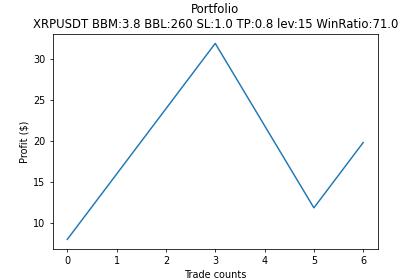 Portfolio
XRPUSDT BBM:3.8 BBL:260 SL:1.0 TP:0.8 lev:15 WinRatio:71.0
30
25
20
15
10
Profit ($)
0 1 2 3 4 5 6
Trade counts